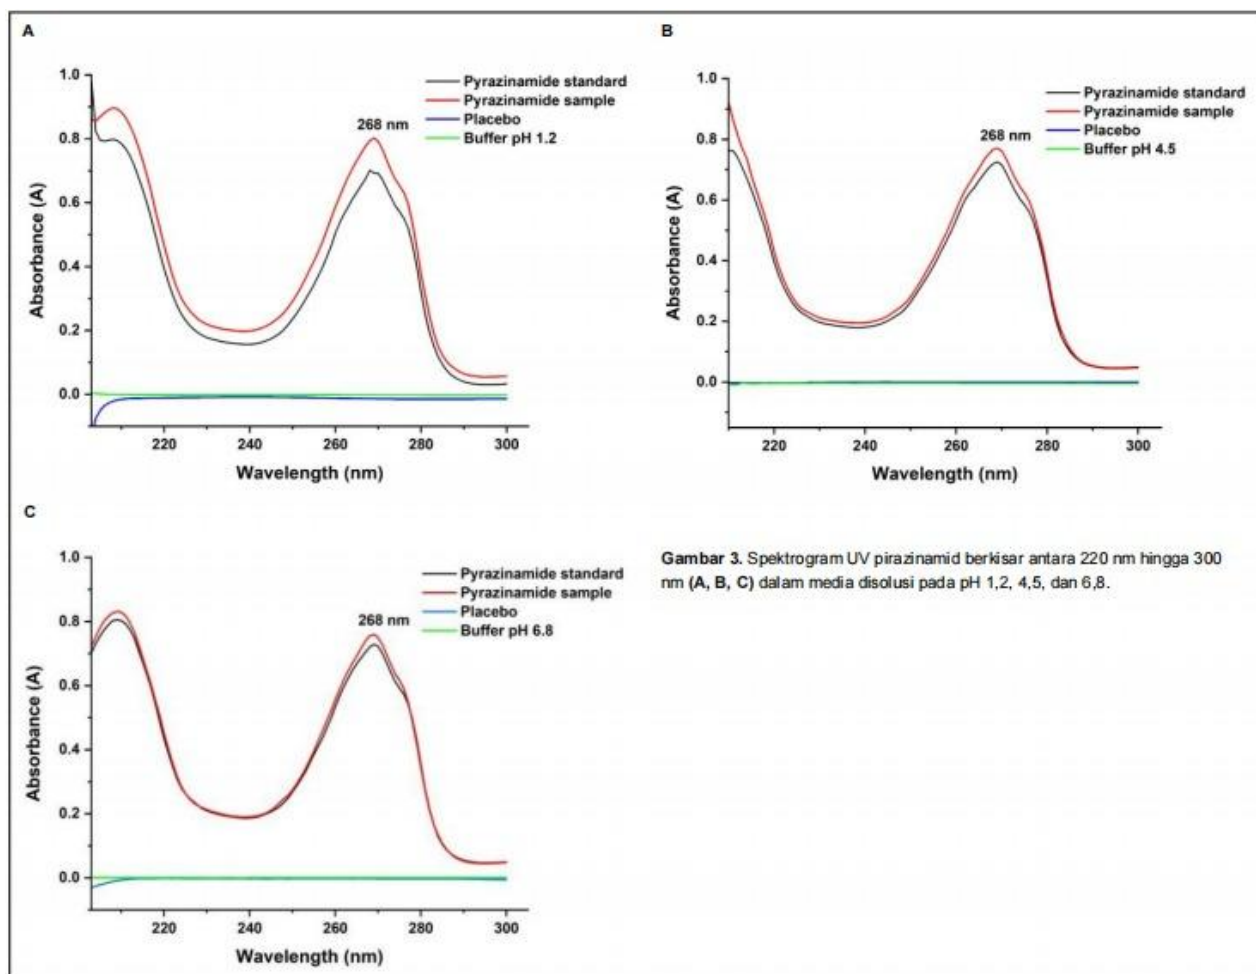 A
1.0
0.8
0.6
0.4
0.2
0.0
Absorbance (A)
220
240
260
280
300
Wavelength (nm)
268 nm
Pyrazinamide standard
Pyrazinamide sample
Placebo
Buffer pH 1.2
B
1.0
0.8
0.6
0.4
0.2
0.0
Absorbance (A)
220
240
260
280
300
Wavelength (nm)
268 nm
Pyrazinamide standard
Pyrazinamide sample
Placebo
Buffer pH 4.5
C
1.0
0.8
0.6
0.4
0.2
0.0
Absorbance (A)
220
240
260
280
300
Wavelength (nm)
268 nm
Pyrazinamide standard
Pyrazinamide sample
Placebo
Buffer pH 6.8
Gambar 3. Spektrogram UV pirazinamid berkisar antara 220 nm hingga 300
nm (A, B, C) dalam media disolusi pada pH 1,2, 4,5, dan 6,8.